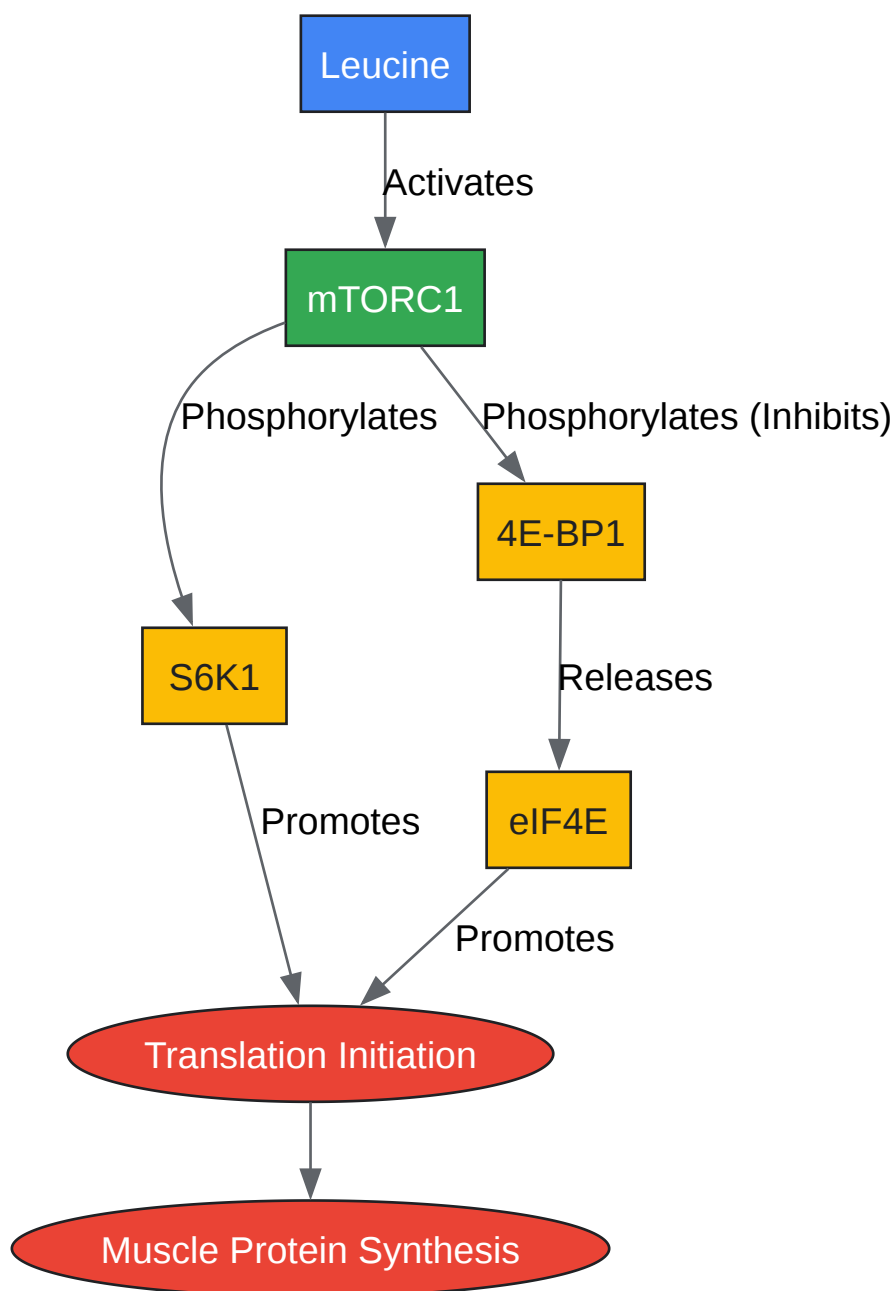 Leucine
Activates
mTORC1
Phosphorylates
Phosphorylates (Inhibits)
4E-BP1
S6K1
Releases
Promotes
eIF4E
Promotes
Translation Initiation
Muscle Protein Synthesis